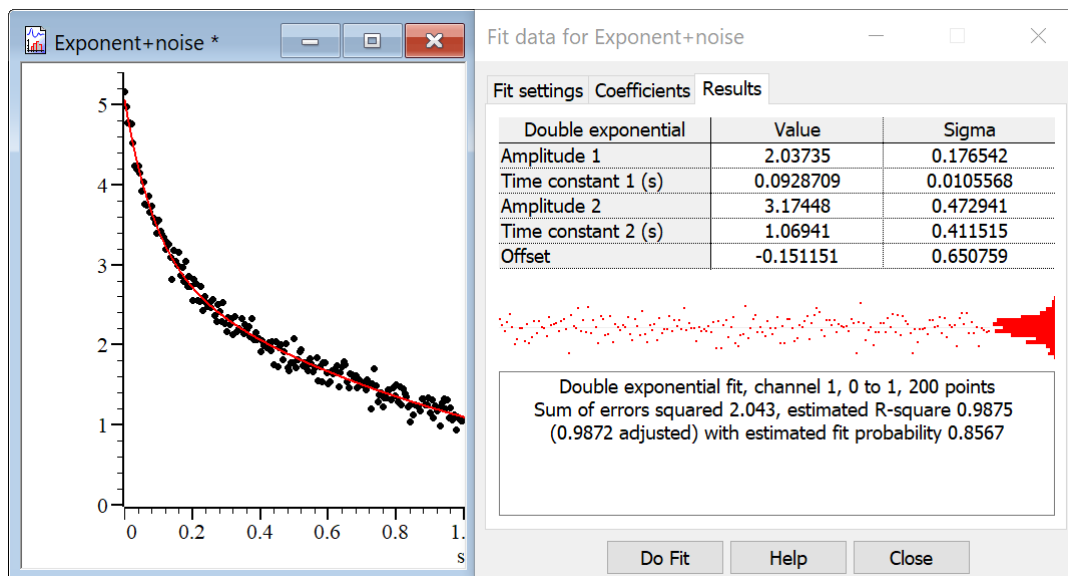 Exponent+noise *
5
4
3
2
1
0
0 0.2 0.4 0.6 0.8 1.
s
Fit data for Exponent+noise
Fit settings Coefficients Results
Double exponential Value Sigma
Amplitude 1 2.03735 0.176542
Time constant 1 (s) 0.0928709 0.0105568
Amplitude 2 3.17448 0.472941
Time constant 2 (s) 1.06941 0.411515
Offset -0.151151 0.650759
Double exponential fit, channel 1, 0 to 1, 200 points
Sum of errors squared 2.043, estimated R-square 0.9875
(0.9872 adjusted) with estimated fit probability 0.8567
Do Fit Help Close